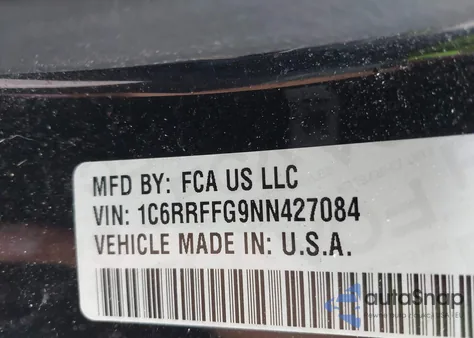 MFD BY: FCA US LLC
VIN: 1C6RRFFG9NN427084
VEHICLE MADE IN: U.S.A.
autoSnap